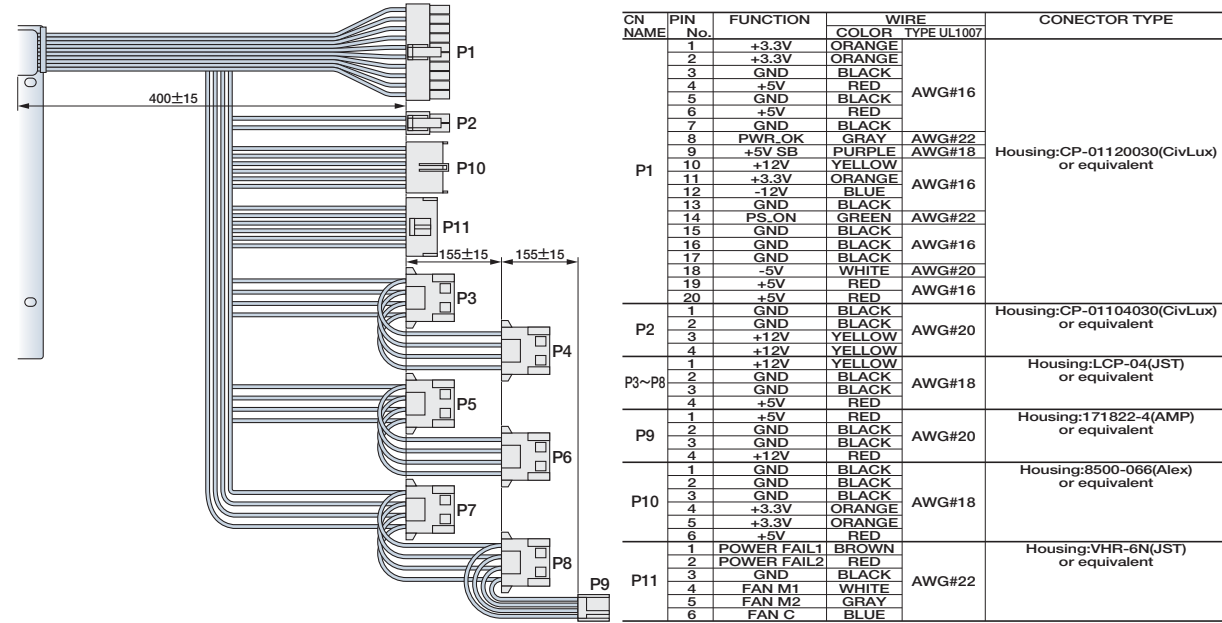 P1
400±15
P2
P10
P11
155±15 155±15
P3
P4
P5
P6
P7
P8
P9
CN NAME PIN No. FUNCTION WIRE CONECTOR TYPE
COLOR TYPE UL1007
P1 Housing:CP-01120030(CivLux) or equivalent
1 +3.3V ORANGE AWG#16
2 +3.3V ORANGE
3 GND BLACK
4 +5V RED
5 GND BLACK
6 +5V RED
7 GND BLACK
8 PWR_OK GRAY AWG#22
9 +5V SB PURPLE AWG#18
10 +12V YELLOW AWG#16
11 +3.3V ORANGE
12 -12V BLUE
13 GND BLACK
14 PS_ON GREEN AWG#22
15 GND BLACK AWG#16
16 GND BLACK
17 GND BLACK
18 -5V WHITE AWG#20
19 +5V RED AWG#16
20 +5V RED
P2 Housing:CP-01104030(CivLux) or equivalent
1 GND BLACK AWG#20
2 GND BLACK
3 +12V YELLOW
4 +12V YELLOW
P3~P8 Housing:LCP-04(JST) or equivalent
1 +12V YELLOW AWG#18
2 GND BLACK
3 GND BLACK
4 +5V RED
P9 Housing:171822-4(AMP) or equivalent
1 +5V RED AWG#20
2 GND BLACK
3 GND BLACK
4 +12V RED
P10 Housing:8500-066(Alex) or equivalent
1 GND BLACK AWG#18
2 GND BLACK
3 GND BLACK
4 +3.3V ORANGE
5 +3.3V ORANGE
6 +5V RED
P11 Housing:VHR-6N(JST) or equivalent
1 POWER FAIL1 BROWN AWG#22
2 POWER FAIL2 RED
3 GND BLACK
4 FAN M1 WHITE
5 FAN M2 GRAY
6 FAN C BLUE